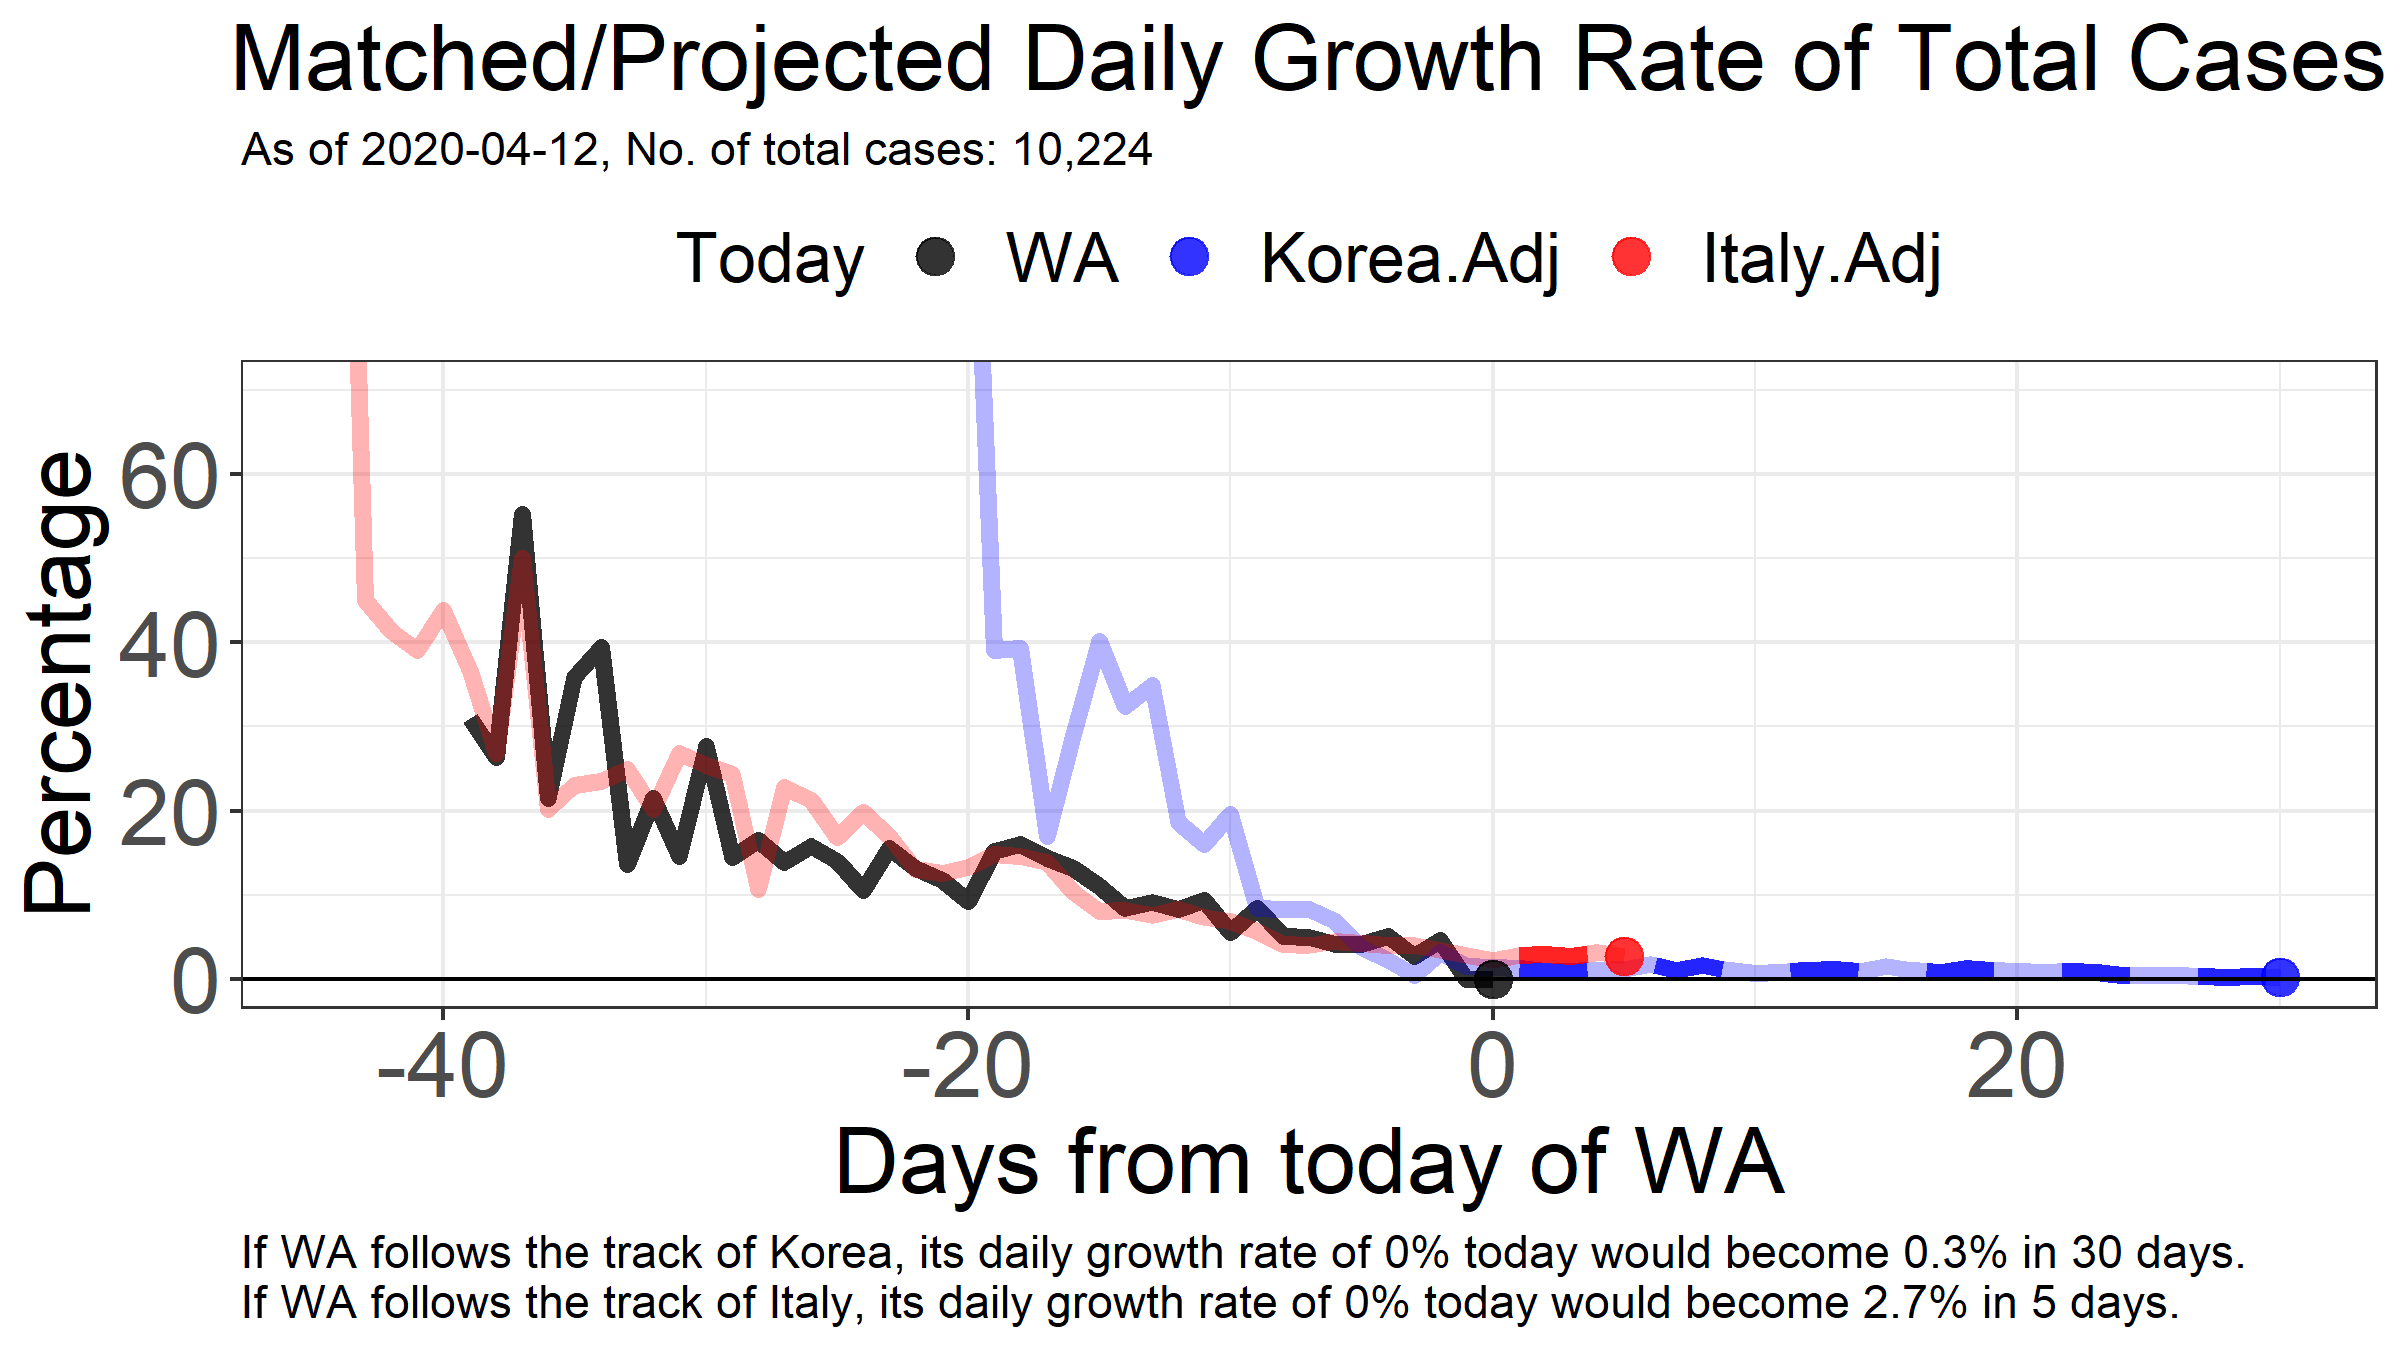 Matched/Projected Daily Growth Rate of Total Cases
As of 2020-04-12, No. of total cases: 10,224
Today WA Korea.Adj Italy.Adj
Percentage
60
40
20
0
-40 -20 0 20
Days from today of WA
If WA follows the track of Korea, its daily growth rate of 0% today would become 0.3% in 30 days.
If WA follows the track of Italy, its daily growth rate of 0% today would become 2.7% in 5 days.